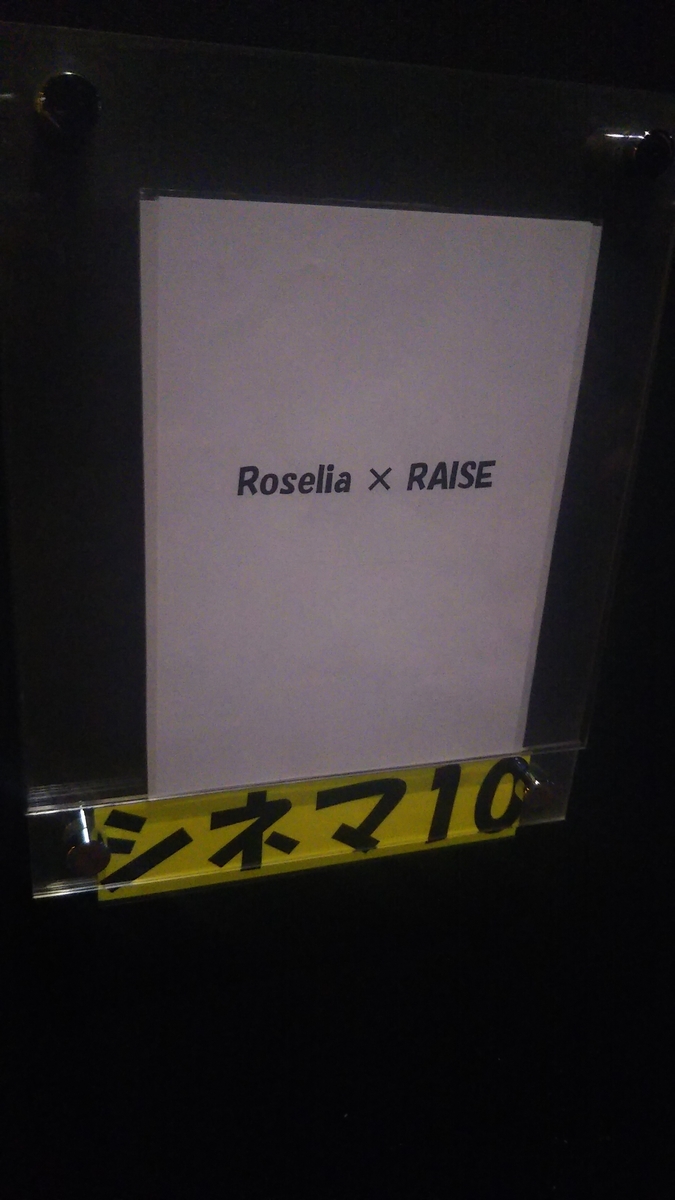 Roselia × RAISE
シネマ10